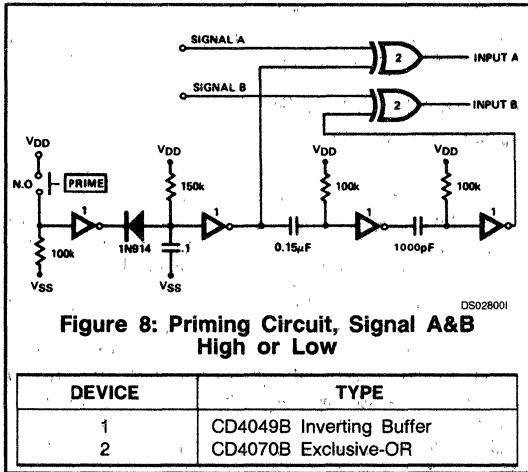 SIGNAL A
2
INPUT A
SIGNAL B
2
INPUT B
VDD
N.O
PRIME
VDD
150k
VDD
100k
VDD
100k
1
1
1
1
100k
1N914
.1
0.15μF
1000pF
VSS
VSS
DS02800I
Figure 8: Priming Circuit, Signal A&B
High or Low
DEVICE TYPE
1 CD4049B Inverting Buffer
2 CD4070B Exclusive-OR